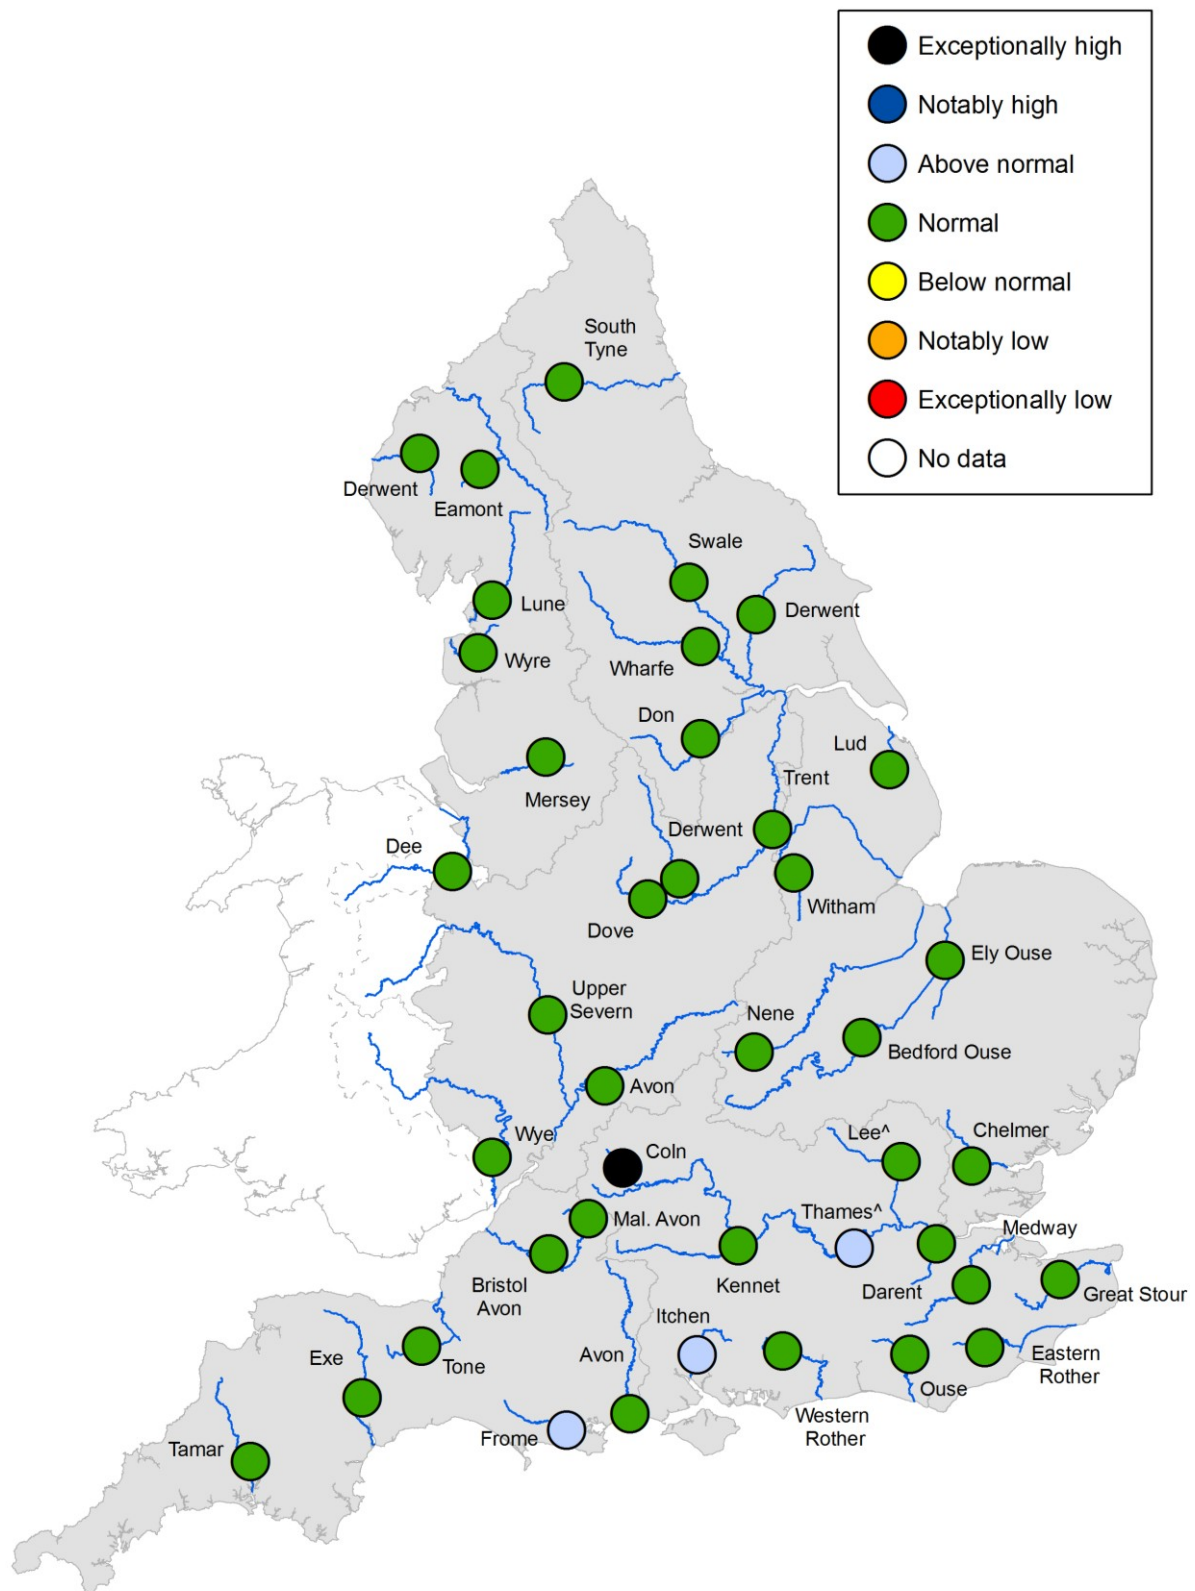 Exceptionally high
Notably high
Above normal
Normal
Below normal
Notably low
Exceptionally low
No data
South
Tyne
Derwent
Eamont
Swale
Lune
Derwent
Wyre
Wharfe
Don
Lud
Trent
Mersey
Derwent
Dee
Witham
Dove
Ely Ouse
Upper
Severn
Nene
Bedford Ouse
Avon
Wye
Coln
Lee^
Chelmer
Mal. Avon
Thames^
Medway
Bristol
Avon
Kennet
Darent
Great Stour
Itchen
Exe
Tone
Avon
Ouse
Eastern
Rother
Western
Rother
Frome
Tamar